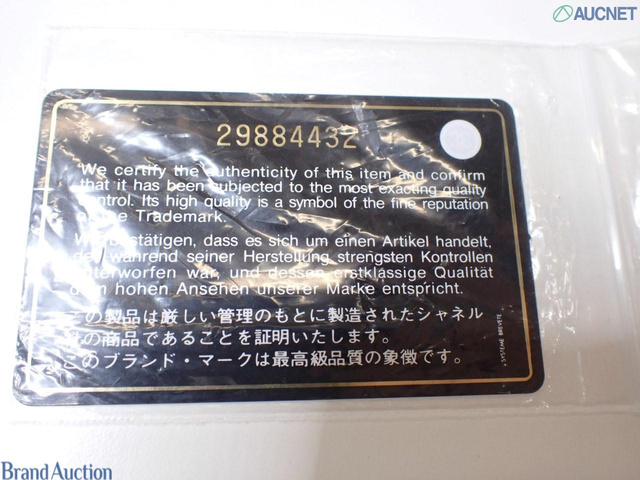 AUCNET
29884432
We certify the authenticity of this item and confirm
that it has been subjected to the most exacting quality
control. Its high quality is a symbol of the fine reputation
of the Trademark.
Wir bestätigen, dass es sich um einen Artikel handelt,
der während seiner Herstellung strengsten Kontrollen
unterworfen war, und dessen erstklassige Qualität
dem hohen Ansehen unserer Marke entspricht.
この製品は厳しい管理のもとに製造されたシャネル
の商品であることを証明いたします。
このブランド・マークは最高級品質の象徴です。
SYSTEME BREVETE
Brand Auction